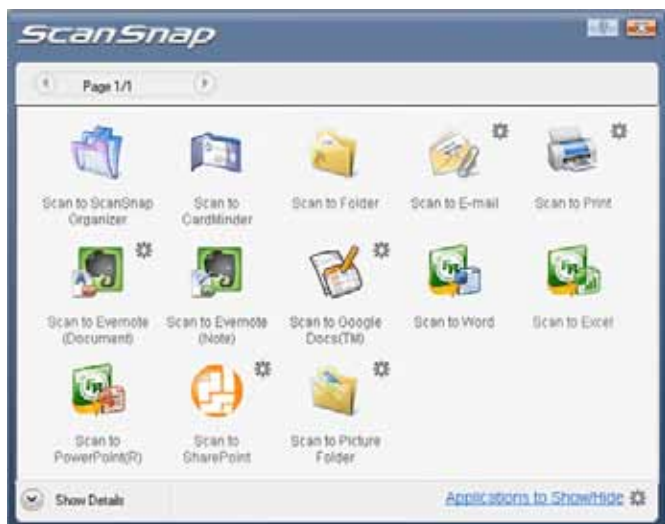 ScanSnap
Page 1/1
Scan to ScanSnap
Organizer
Scan to
CardMinder
Scan to Folder
Scan to E-mail
Scan to Print
Scan to Evernote
(Document)
Scan to Evernote
(Note)
Scan to Google
Docs(TM)
Scan to Word
Scan to Excel
Scan to
PowerPoint(R)
Scan to
SharePoint
Scan to Picture
Folder
Show Details
Applications to Show/Hide